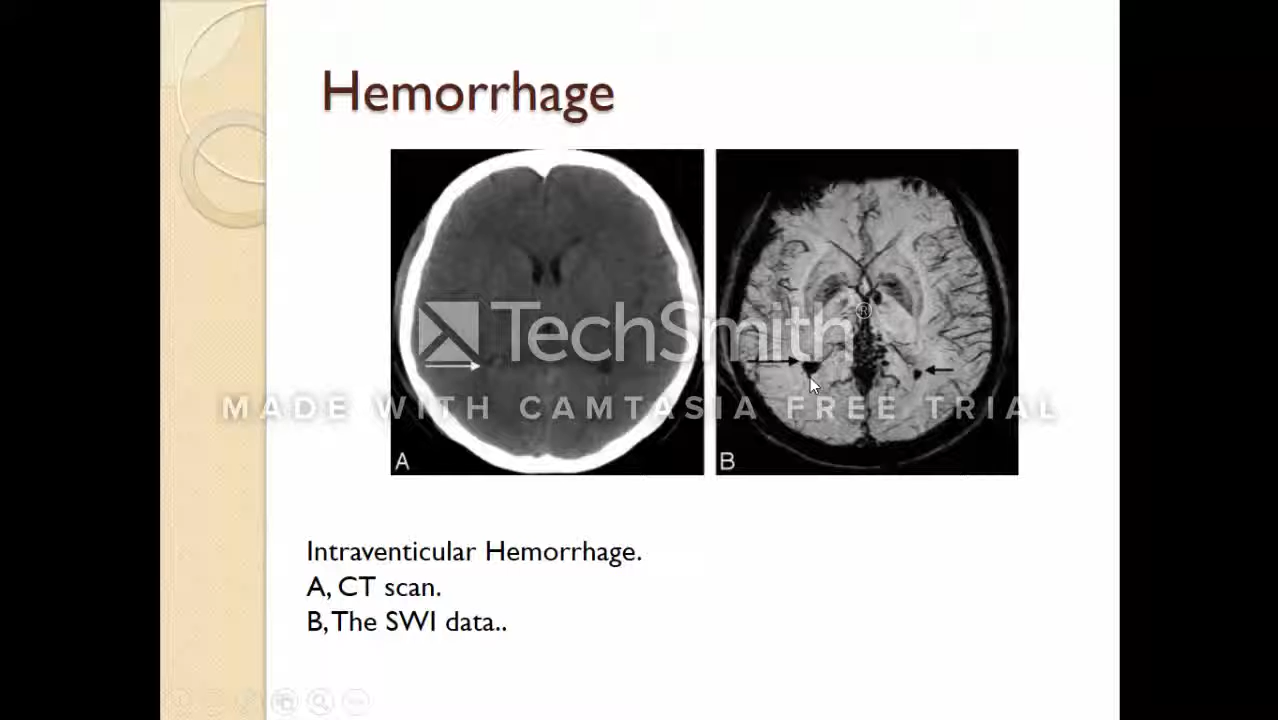 Hemorrhage
TechSmith®
MADE WITH CAMTASIA FREE TRIAL
A
B
Intraventicular Hemorrhage.
A, CT scan.
B, The SWI data..